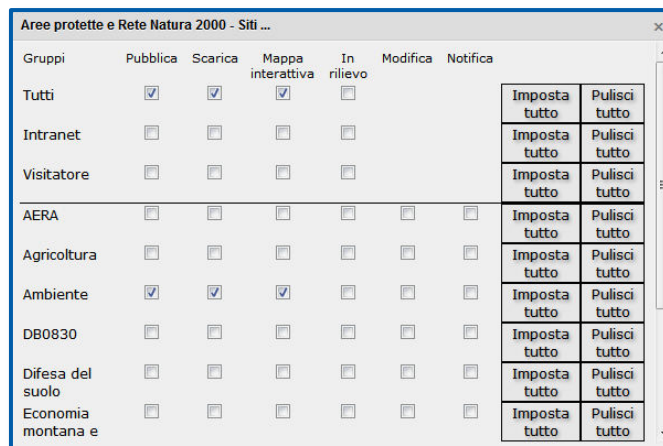 Aree protette e Rete Natura 2000 - Siti ... ×
Gruppi Pubblica Scarica Mappa interattiva In rilievo Modifica Notifica
Tutti Imposta tutto Pulisci tutto
Intranet Imposta tutto Pulisci tutto
Visitatore Imposta tutto Pulisci tutto
AERA Imposta tutto Pulisci tutto
Agricoltura Imposta tutto Pulisci tutto
Ambiente Imposta tutto Pulisci tutto
DB0830 Imposta tutto Pulisci tutto
Difesa del suolo Imposta tutto Pulisci tutto
Economia montana e Imposta tutto Pulisci tutto